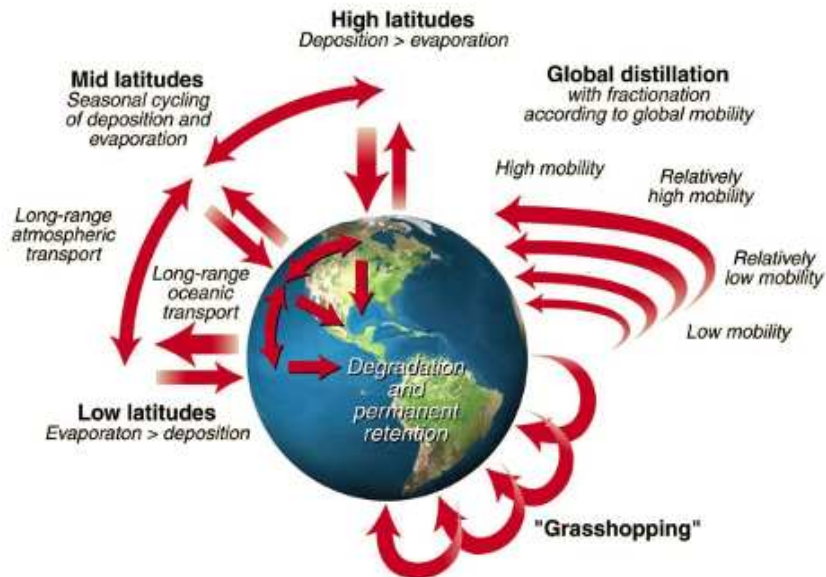 High latitudes
Deposition > evaporation
Mid latitudes
Seasonal cycling
of deposition and
evaporation
Global distillation
with fractionation
according to global mobility
High mobility
Relatively
high mobility
Long-range
atmospheric
transport
Long-range
oceanic
transport
Relatively
low mobility
Low mobility
Degradation
and
permanent
retention
Low latitudes
Evaporaton > deposition
"Grasshopping"